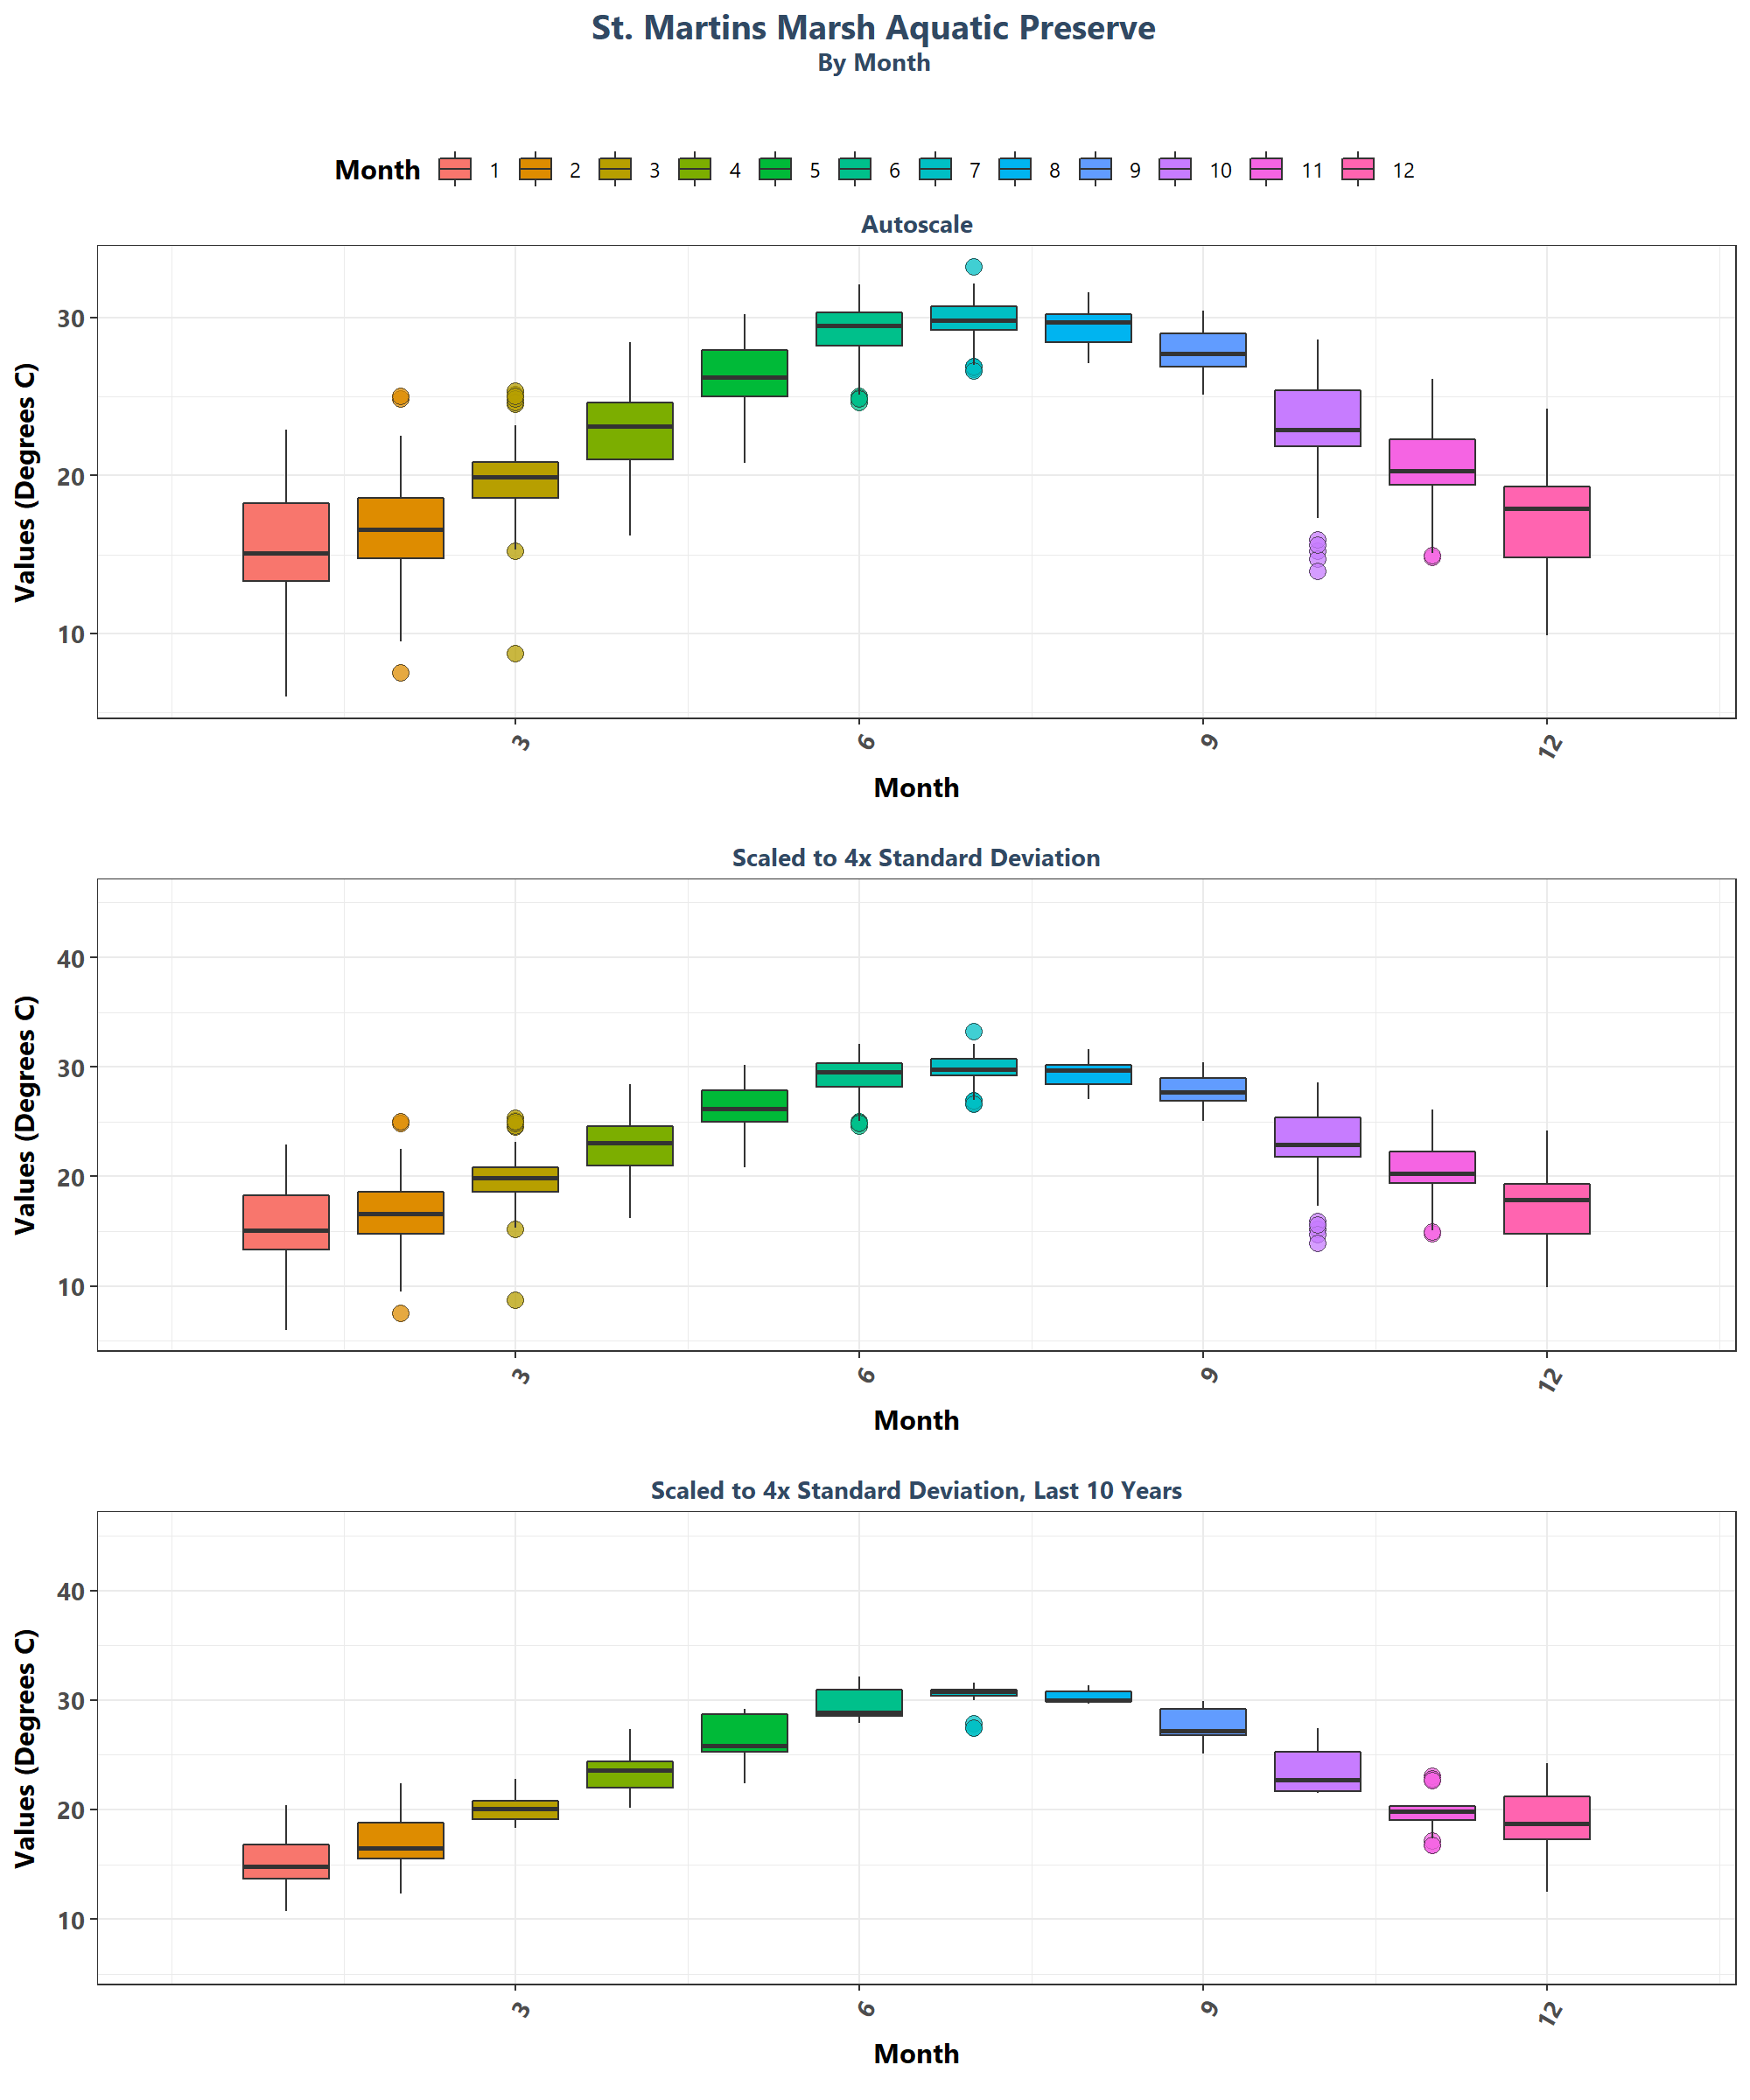 St. Martins Marsh Aquatic Preserve
By Month
Month 1 2 3 4 5 6 7 8 9 10 11 12
Autoscale
Values (Degrees C)
30
20
10
3 6 9 12
Month
Scaled to 4x Standard Deviation
Values (Degrees C)
40
30
20
10
3 6 9 12
Month
Scaled to 4x Standard Deviation, Last 10 Years
Values (Degrees C)
40
30
20
10
3 6 9 12
Month